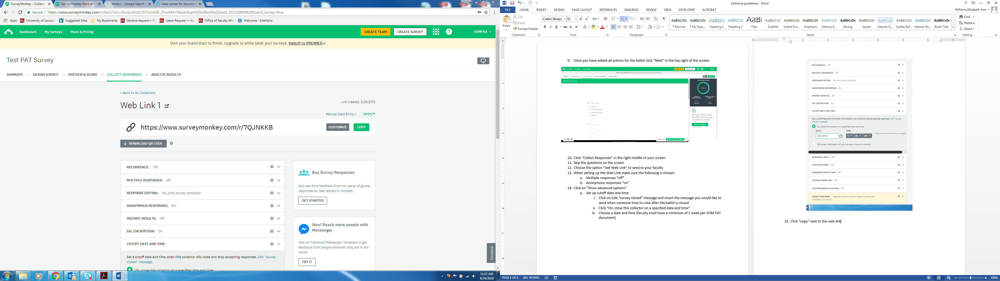 SurveyMonkey - Collecto
SurveyMonkey Plans and
abstain - Google Search
Fake names for documen
Beth
Secure
https://www.surveymonkey.com/collect/?sm=RwzIjLe9c9LITK7wmK8R_2FonFKhYf6kpkz6qsAIQ9w9IoA0IaZjGed5_2FG3QBW9Edf&send_survey=true
Apps
University of Louisvill
Suggested Sites
My Bookmarks
General request— Ph
Leave Request — Hu
Office of Faculty Affa
Welcome - Interfolio
Dashboard
My Surveys
Plans & Pricing
CREATE TEAM
CREATE SURVEY
SOMFAA
Own your brand start to finish. Upgrade to white label your surveys. Switch to PREMIER »
Test PAT Survey
SUMMARY → DESIGN SURVEY → PREVIEW & SCORE → COLLECT RESPONSES → ANALYZE RESULTS
« Back to All Collectors
Web Link 1
Link created: 8/24/2018
Manual Data Entry »
OPEN
https://www.surveymonkey.com/r/7QJNKKB
CUSTOMIZE
COPY
DOWNLOAD QR CODE
RECURRENCE: Off
MULTIPLE RESPONSES: Off
RESPONSE EDITING: On, until survey complete
ANONYMOUS RESPONSES: On
INSTANT RESULTS: Off
SSL ENCRYPTION: On
CUTOFF DATE AND TIME:
Set a cutoff date and time when this collector will close and stop accepting responses. Edit "survey
closed" message.
On, close this collector on a specified date and time
Buy Survey Responses
Get real-time feedback from our panel of global
respondents. See results in minutes.
GET STARTED
New! Reach more people with
Messenger
Use our Facebook Messenger Template to get
feedback from people wherever they are in the
world.
TRY IT
Feedback
11:13 AM
8/24/2018
balloting guidelines - Word
FILE HOME INSERT DESIGN PAGE LAYOUT REFERENCES MAILINGS REVIEW VIEW DEVELOPER ACROBAT
Williams,Elizabeth Ann
Paste
Cut
Copy
Format Painter
Clipboard
Calibri (Body)
11
Font
Paragraph
¶ Normal
¶ No Spac...
Heading 1
Heading 2
Title
Subtitle
Subtle Em...
Emphasis
Intense E...
Strong
Quote
Intense Q...
Subtle Ref...
Intense Re...
Book Title
Styles
Find
Replace
Select
Editing
9. Once you have added all actions for the ballot click “Next” in the top right of the screen
Test PAT Survey
Our work here is done!
Now let's choose a way
to send your survey.
COLLECT RESPONSES
10. Click “Collect Responses” in the right middle of your screen
11. Skip the questions on the screen
12. Choose the option “Get Web Link” to send to your faculty
13. When setting up the Web Link make sure the following is chosen:
a. Multiple responses “off”
b. Anonymous responses “on”
14. Click on “Show advanced options”
a. Set up cutoff date and time
i. Click on Edit “survey closed” message and insert the message you would like to
send when someone tries to vote after the ballot is closed
ii. Click “On, close this collector on a specified date and time”
iii. Choose a date and time (faculty must have a minimum of 1 week per SOM PAT
document)
RECURRENCE: Off
MULTIPLE RESPONSES: Off
RESPONSE EDITING: On, until survey complete
ANONYMOUS RESPONSES: On
INSTANT RESULTS: Off
SSL ENCRYPTION: On
CUTOFF DATE AND TIME:
Set a cutoff date and time when this collector will close and stop accepting responses. Edit "survey
closed" message.
On, close this collector on a specified date and time
DATE:
TIME:
8/31/2018
11
00
AM
Off, accept responses until you manually close this collector
RESPONSE LIMITS: Off
IP RESTRICTIONS: Off
PASSWORD PROTECTION: Off
CUSTOM THANK YOU: Off
CUSTOM DISQUALIFICATION: Off
SURVEY END PAGE: Upgrade to show a custom page to people who
complete your survey.
15. Click “copy” next to the web link
PAGE 6 OF 6
841 WORDS
100%